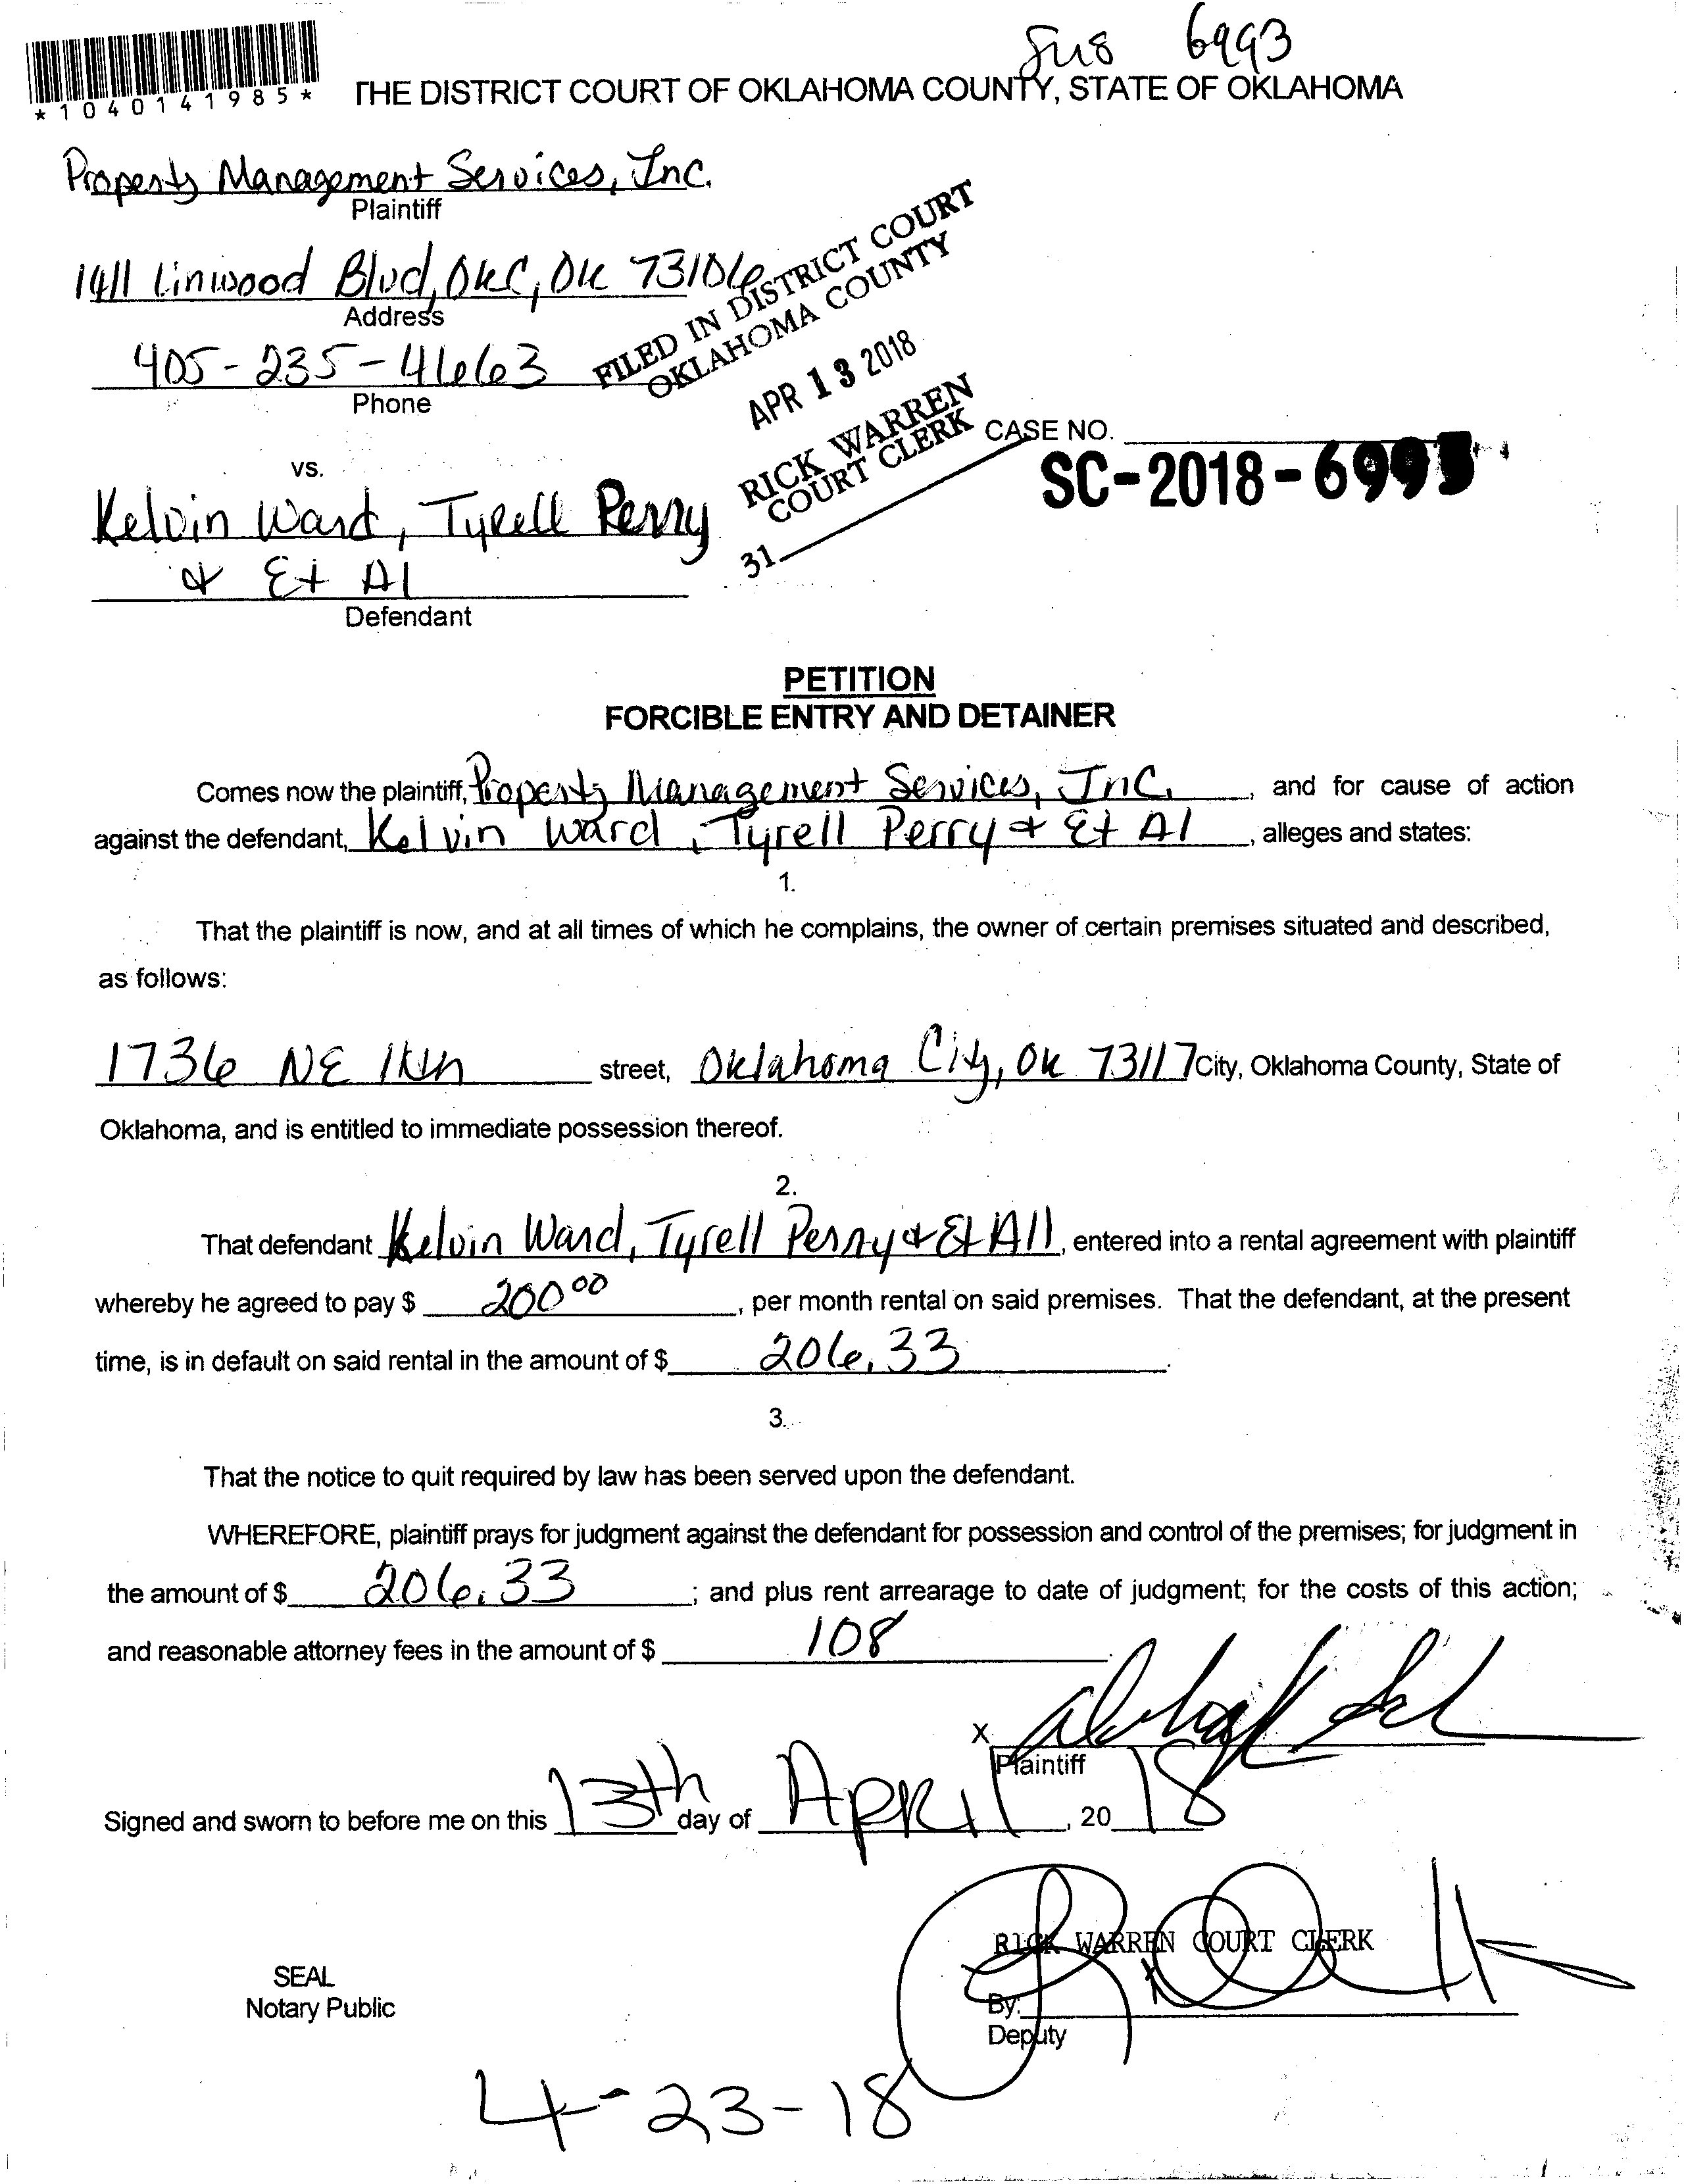 6993
*1040141985*
THE DISTRICT COURT OF OKLAHOMA COUNTY, STATE OF OKLAHOMA
Property Management Services, Inc.
Plaintiff
1411 Linwood Blvd, OKC, OK 73106
Address
405-235-4663
Phone
FILED IN DISTRICT COURT
OKLAHOMA COUNTY
APR 13 2018
RICK WARREN
COURT CLERK
31
CASE NO.
SC-2018-699
vs.
Kelvin Ward, Tyrell Perry
& Et Al
Defendant
PETITION
FORCIBLE ENTRY AND DETAINER
Comes now the plaintiff, Property Management Services, Inc. , and for cause of action
against the defendant, Kelvin Ward, Tyrell Perry & Et Al , alleges and states:
1.
That the plaintiff is now, and at all times of which he complains, the owner of certain premises situated and described,
as follows:
1736 NE street, Oklahoma City, OK 73117 City, Oklahoma County, State of
Oklahoma, and is entitled to immediate possession thereof.
2.
That defendant Kelvin Ward, Tyrell Perry & Et All, entered into a rental agreement with plaintiff
whereby he agreed to pay $ 200 00 , per month rental on said premises. That the defendant, at the present
time, is in default on said rental in the amount of $ 206.33 .
3.
That the notice to quit required by law has been served upon the defendant.
WHEREFORE, plaintiff prays for judgment against the defendant for possession and control of the premises; for judgment in
the amount of $ 206.33 ; and plus rent arrearage to date of judgment; for the costs of this action;
and reasonable attorney fees in the amount of $ 108 .
X
Plaintiff
Signed and sworn to before me on this 13th day of April , 20 18
RICK WARREN COURT CLERK
SEAL
Notary Public
By:
Deputy
4-23-18